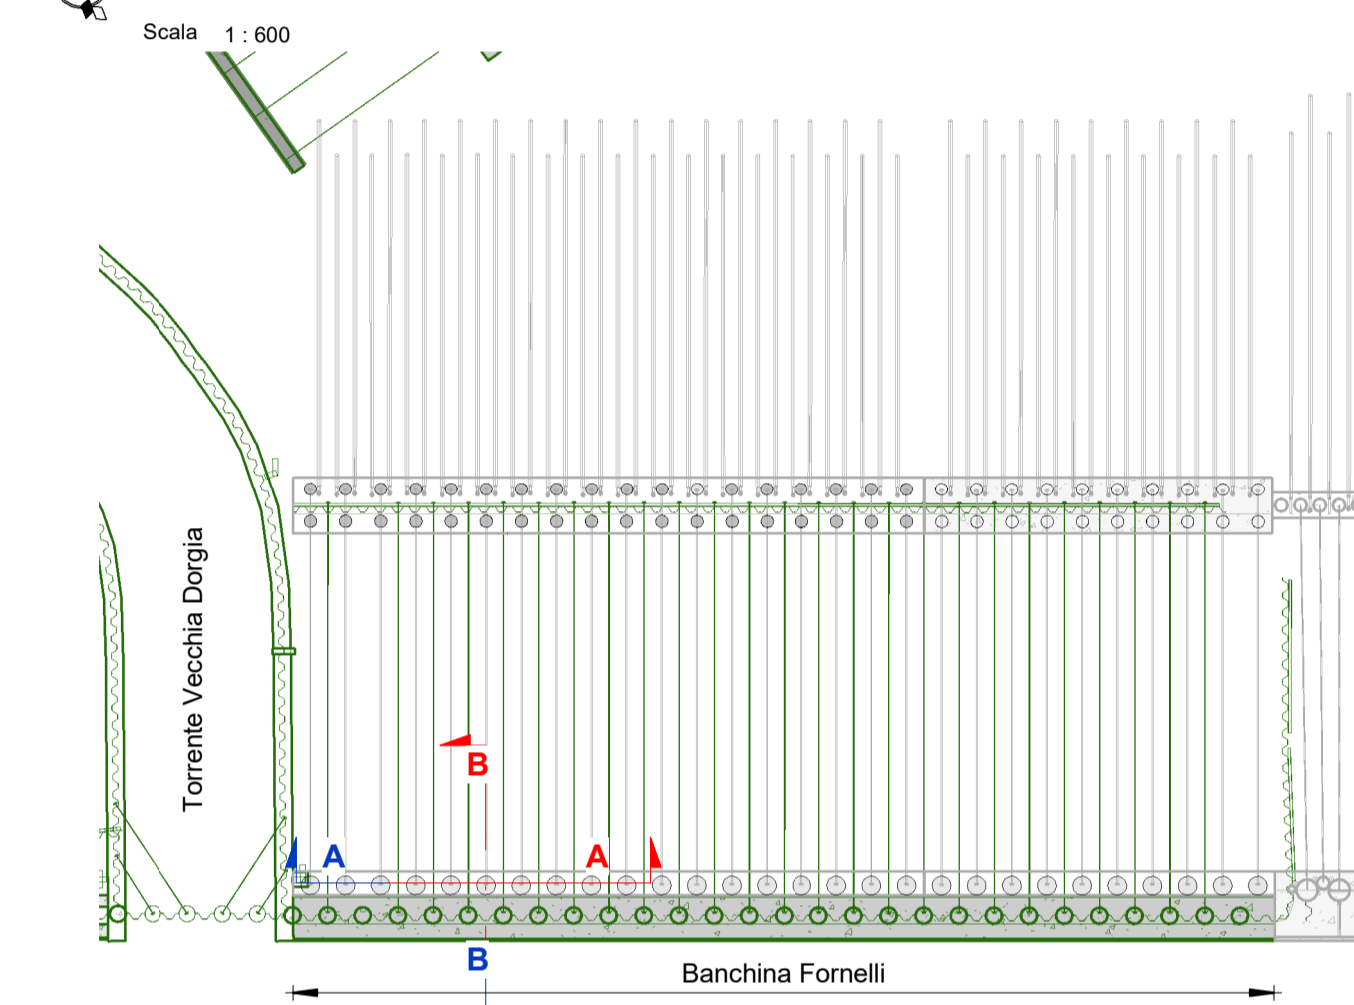 Scala 1 : 600
Torrente Vecchia Dorgia
B
A A
B
Banchina Fornelli